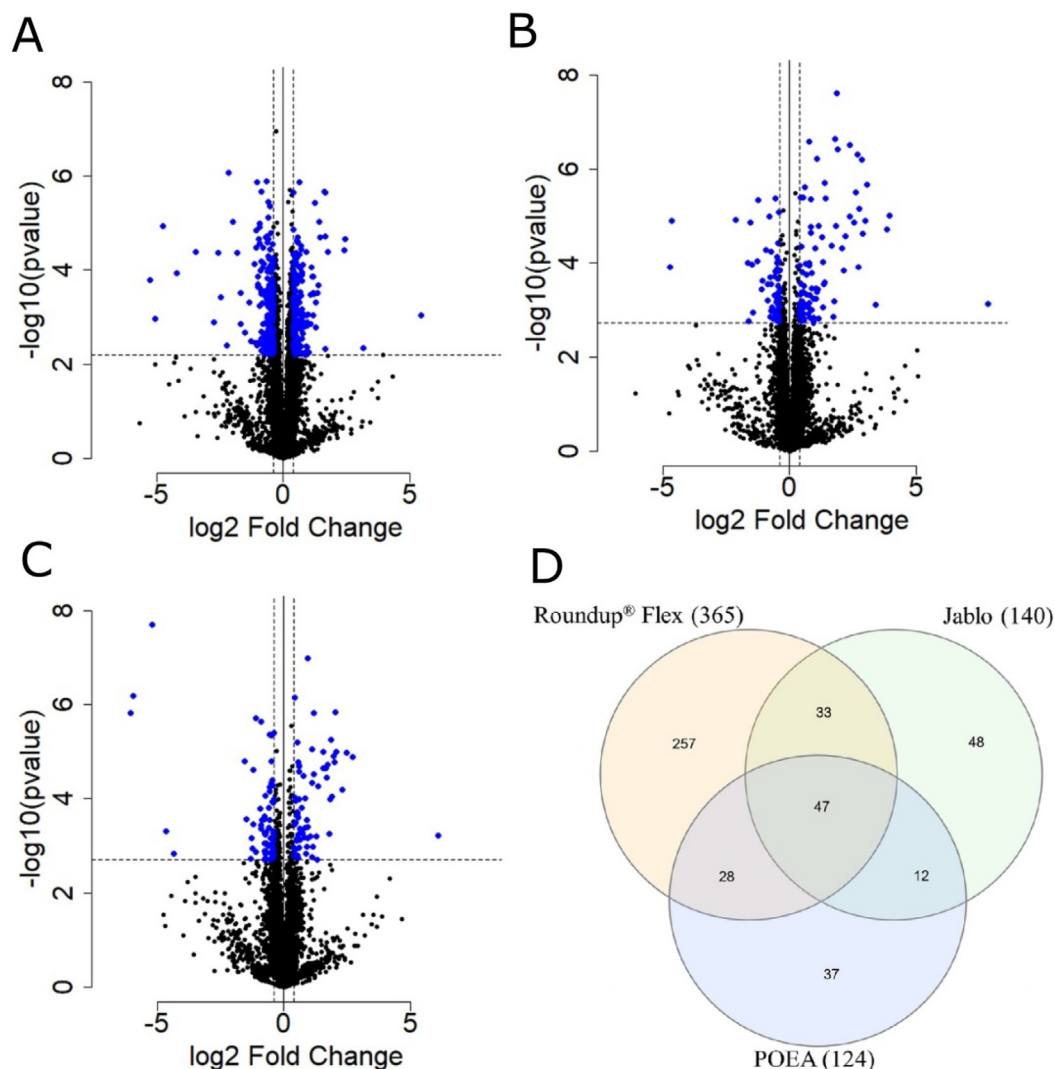 A
8
6
4
2
0
-log10(pvalue)
-5 0 5
log2 Fold Change
B
8
6
4
2
0
-log10(pvalue)
-5 0 5
log2 Fold Change
C
8
6
4
2
0
-log10(pvalue)
-5 0 5
log2 Fold Change
D
Roundup® Flex (365)
Jablo (140)
33
257
48
47
28
12
37
POEA (124)